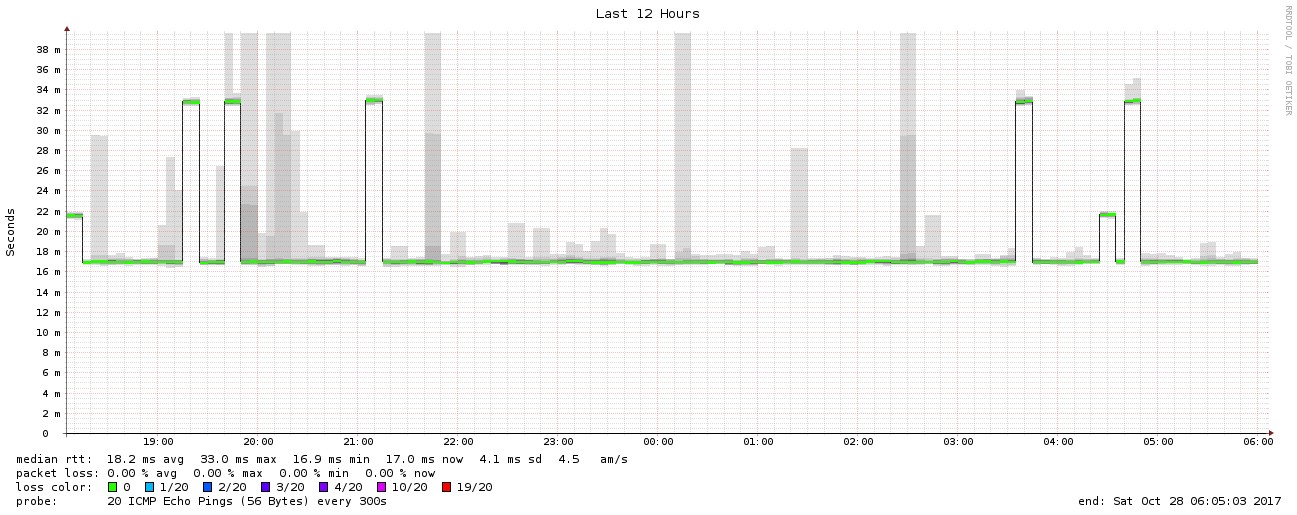 Last 12 Hours
RRDTOOL / TOBI OETIKER
Seconds
38 m
36 m
34 m
32 m
30 m
28 m
26 m
24 m
22 m
20 m
18 m
16 m
14 m
12 m
10 m
8 m
6 m
4 m
2 m
0
19:00 20:00 21:00 22:00 23:00 00:00 01:00 02:00 03:00 04:00 05:00 06:00
median rtt: 18.2 ms avg 33.0 ms max 16.9 ms min 17.0 ms now 4.1 ms sd 4.5 am/s
packet loss: 0.00 % avg 0.00 % max 0.00 % min 0.00 % now
loss color: 0 1/20 2/20 3/20 4/20 10/20 19/20
probe: 20 ICMP Echo Pings (56 Bytes) every 300s end: Sat Oct 28 06:05:03 2017